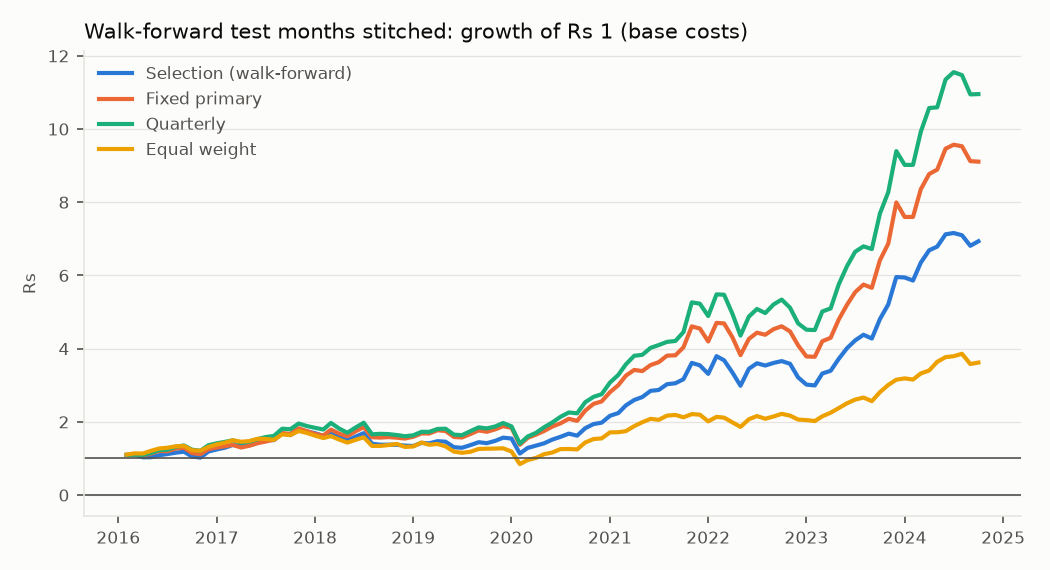 Walk-forward test months stitched: growth of Rs 1 (base costs)
12
10
8
6
4
2
0
Rs
Selection (walk-forward)
Fixed primary
Quarterly
Equal weight
2016 2017 2018 2019 2020 2021 2022 2023 2024 2025